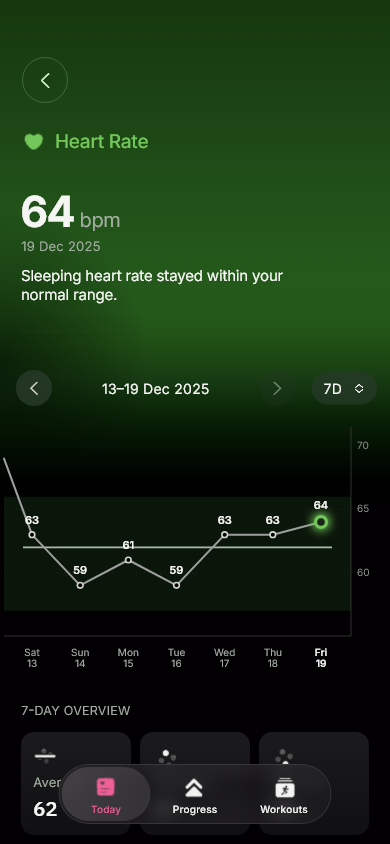 Heart Rate
64 bpm
19 Dec 2025
Sleeping heart rate stayed within your
normal range.
13–19 Dec 2025
7D
70
65
60
63
59
61
59
63
63
64
Sat Sun Mon Tue Wed Thu Fri
13 14 15 16 17 18 19
7-DAY OVERVIEW
62
Today
Progress
Workouts